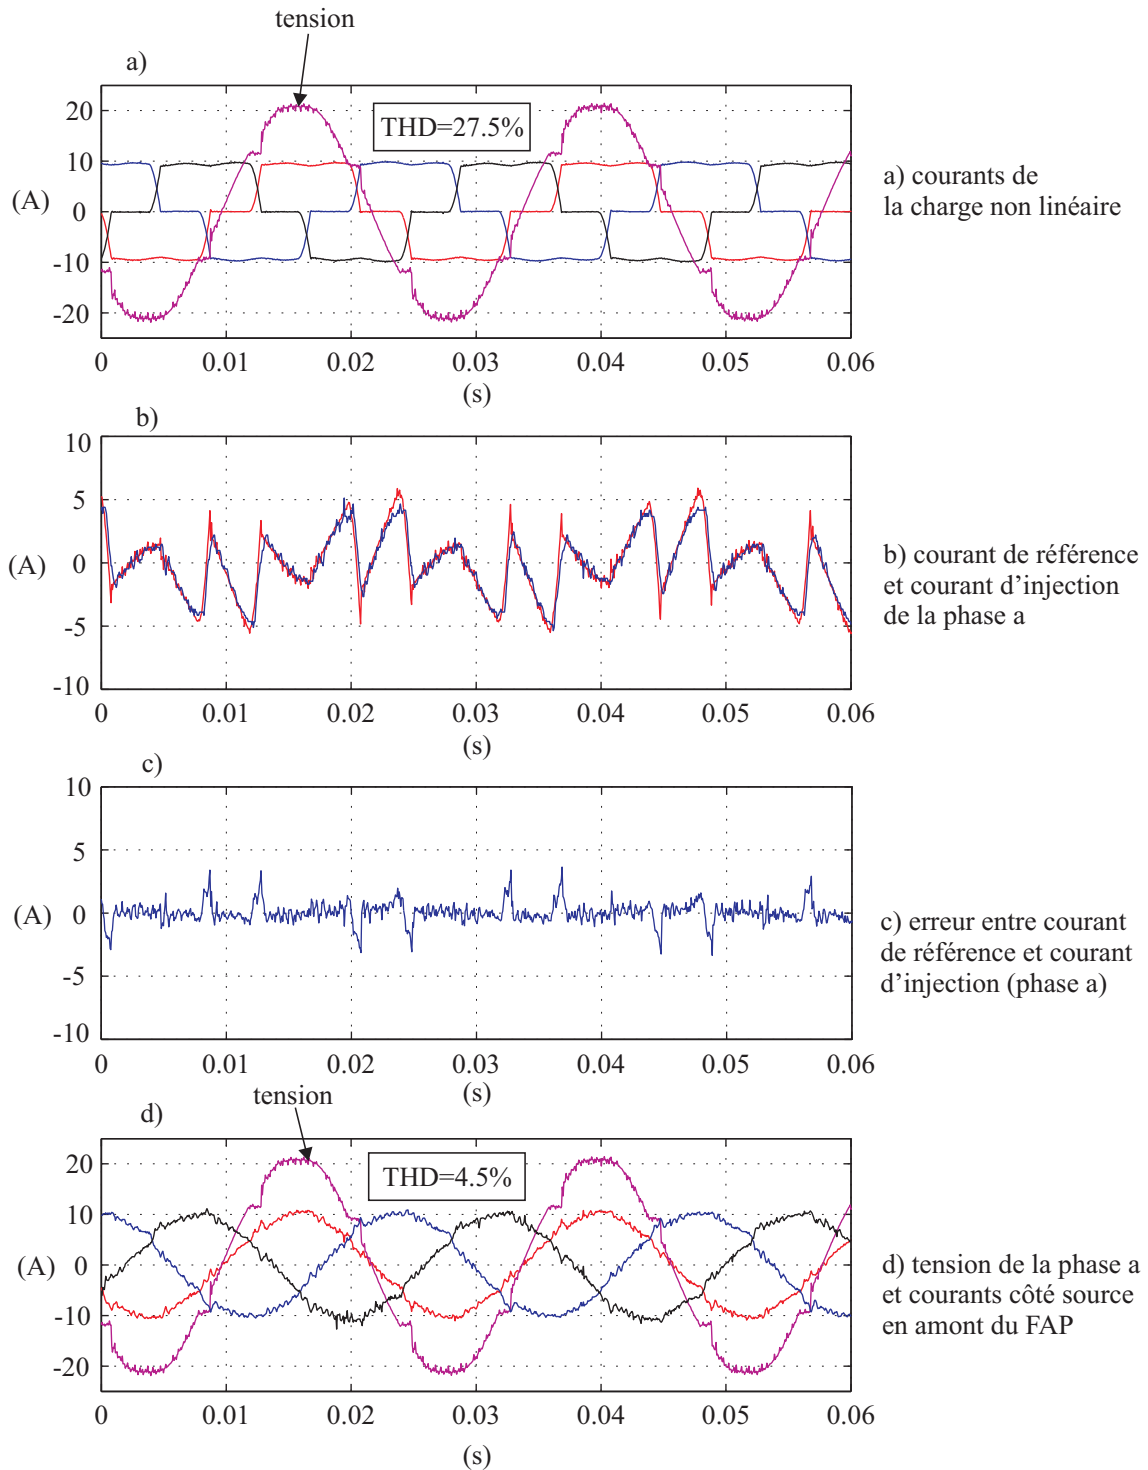 tension
a)
THD=27.5%
20
10
0
-10
-20
(A)
0 0.01 0.02 0.03 0.04 0.05 0.06
(s)
a) courants de
la charge non linéaire
b)
10
5
0
-5
-10
(A)
0 0.01 0.02 0.03 0.04 0.05 0.06
(s)
b) courant de référence
et courant d’injection
de la phase a
c)
10
5
0
-5
-10
(A)
0 0.01 0.02 0.03 0.04 0.05 0.06
(s)
c) erreur entre courant
de référence et courant
d’injection (phase a)
tension
d)
THD=4.5%
20
10
0
-10
-20
(A)
0 0.01 0.02 0.03 0.04 0.05 0.06
(s)
d) tension de la phase a
et courants côté source
en amont du FAP